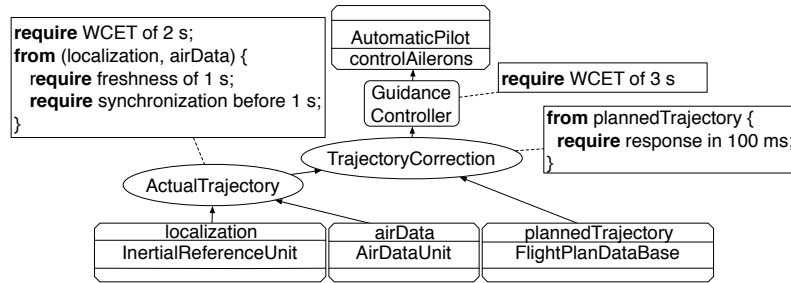 require WCET of 2 s;
from (localization, airData) {
require freshness of 1 s;
require synchronization before 1 s;
}
AutomaticPilot
controlAilerons
require WCET of 3 s
Guidance
Controller
from plannedTrajectory {
require response in 100 ms;
}
TrajectoryCorrection
ActualTrajectory
localization
InertialReferenceUnit
airData
AirDataUnit
plannedTrajectory
FlightPlanDataBase